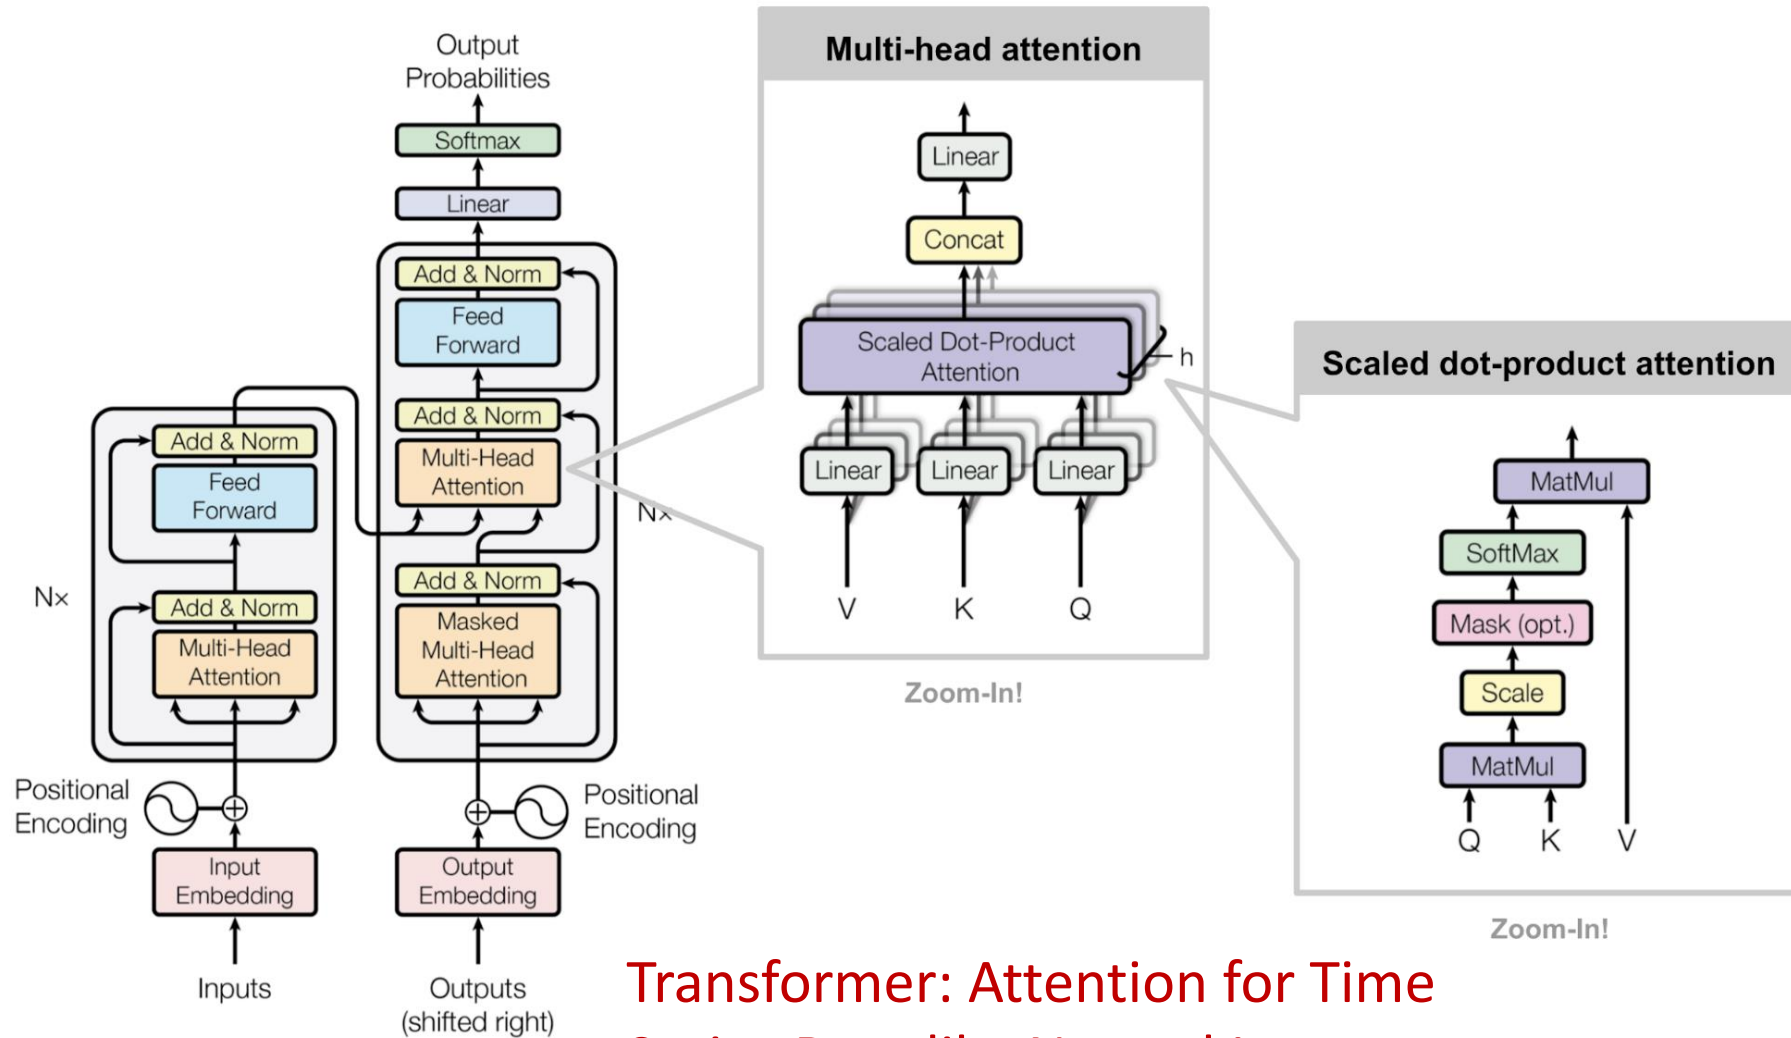 Output
Probabilities
Softmax
Linear
Add & Norm
Feed
Forward
Add & Norm
Multi-Head
Attention
Add & Norm
Masked
Multi-Head
Attention
Nx
Positional
Encoding
Output
Embedding
Outputs
(shifted right)
Add & Norm
Feed
Forward
Add & Norm
Multi-Head
Attention
Nx
Positional
Encoding
Input
Embedding
Inputs
Multi-head attention
Linear
Concat
Scaled Dot-Product
Attention
h
Linear Linear Linear
V K Q
Zoom-In!
Scaled dot-product attention
MatMul
SoftMax
Mask (opt.)
Scale
MatMul
Q K V
Zoom-In!
Transformer: Attention for Time